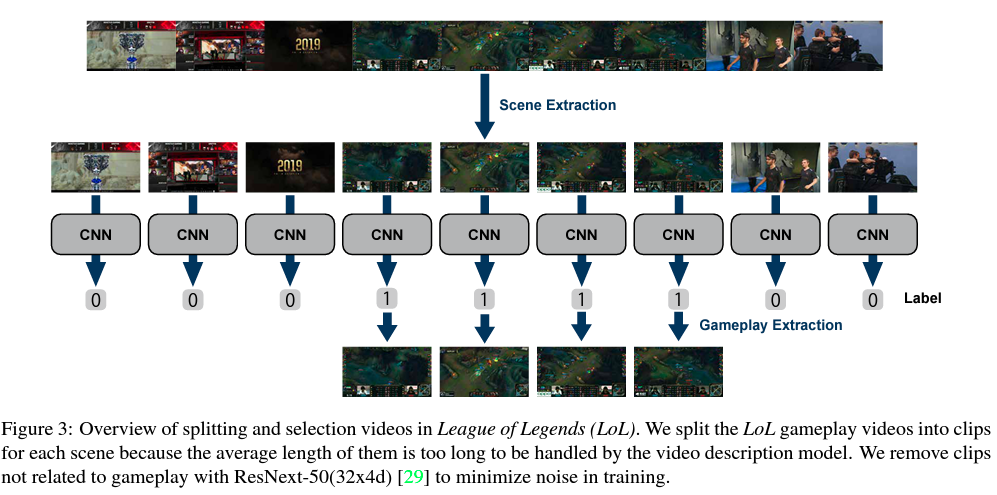 2019
Scene Extraction
2019
CNN CNN CNN CNN CNN CNN CNN CNN CNN
0 0 0 1 1 1 1 0 0 Label
Gameplay Extraction
Figure 3: Overview of splitting and selection videos in League of Legends (LoL). We split the LoL gameplay videos into clips
for each scene because the average length of them is too long to be handled by the video description model. We remove clips
not related to gameplay with ResNext-50(32x4d) [29] to minimize noise in training.